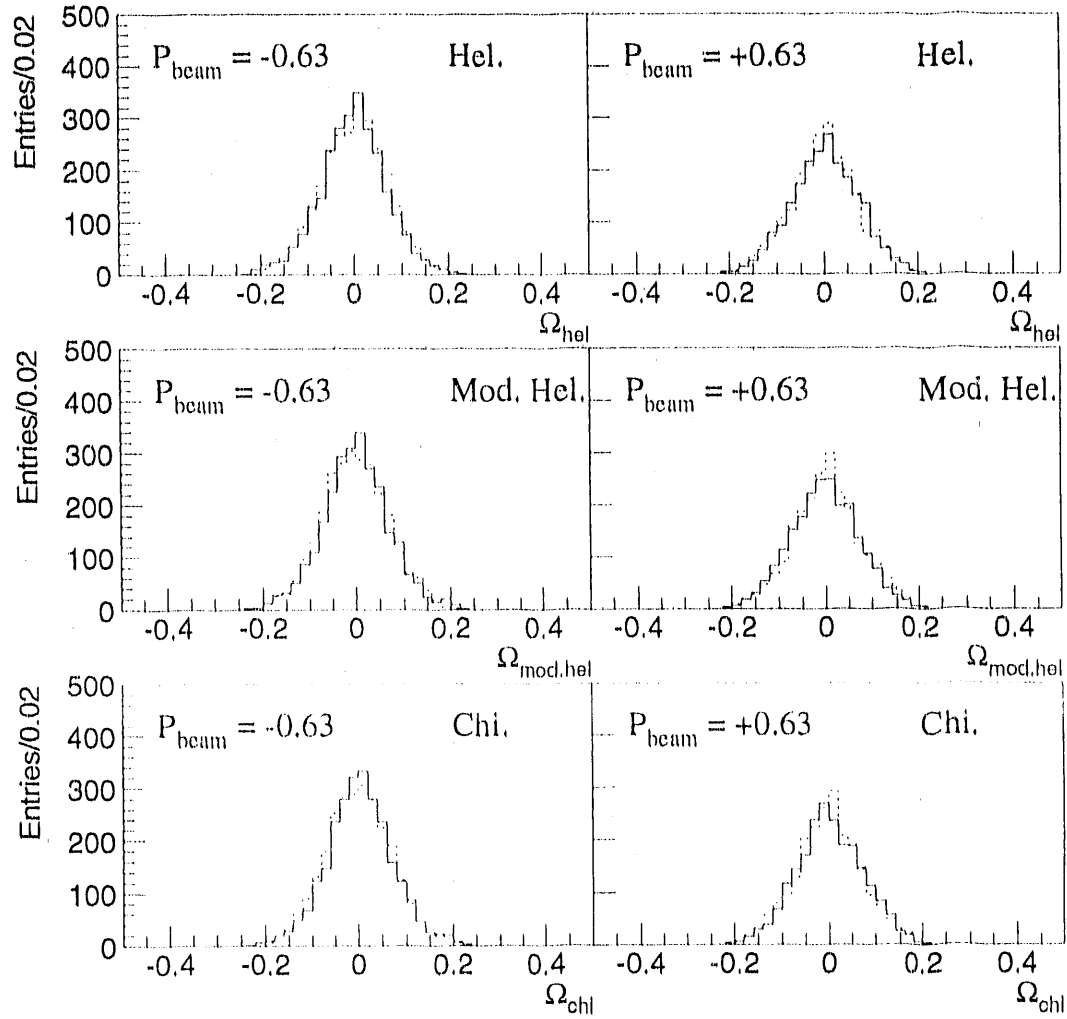 500
400
300
200
100
0
Entries/0.02
P_beam = -0.63 Hel.
P_beam = +0.63 Hel.
-0.4 -0.2 0 0.2 0.4
-0.4 -0.2 0 0.2 0.4
Ω_hel
Ω_hel
500
400
300
200
100
0
Entries/0.02
P_beam = -0.63 Mod. Hel.
P_beam = +0.63 Mod. Hel.
-0.4 -0.2 0 0.2 0.4
-0.4 -0.2 0 0.2 0.4
Ω_mod.hel
Ω_mod.hel
500
400
300
200
100
0
Entries/0.02
P_beam = -0.63 Chi.
P_beam = +0.63 Chi.
-0.4 -0.2 0 0.2 0.4
-0.4 -0.2 0 0.2 0.4
Ω_chi
Ω_chi